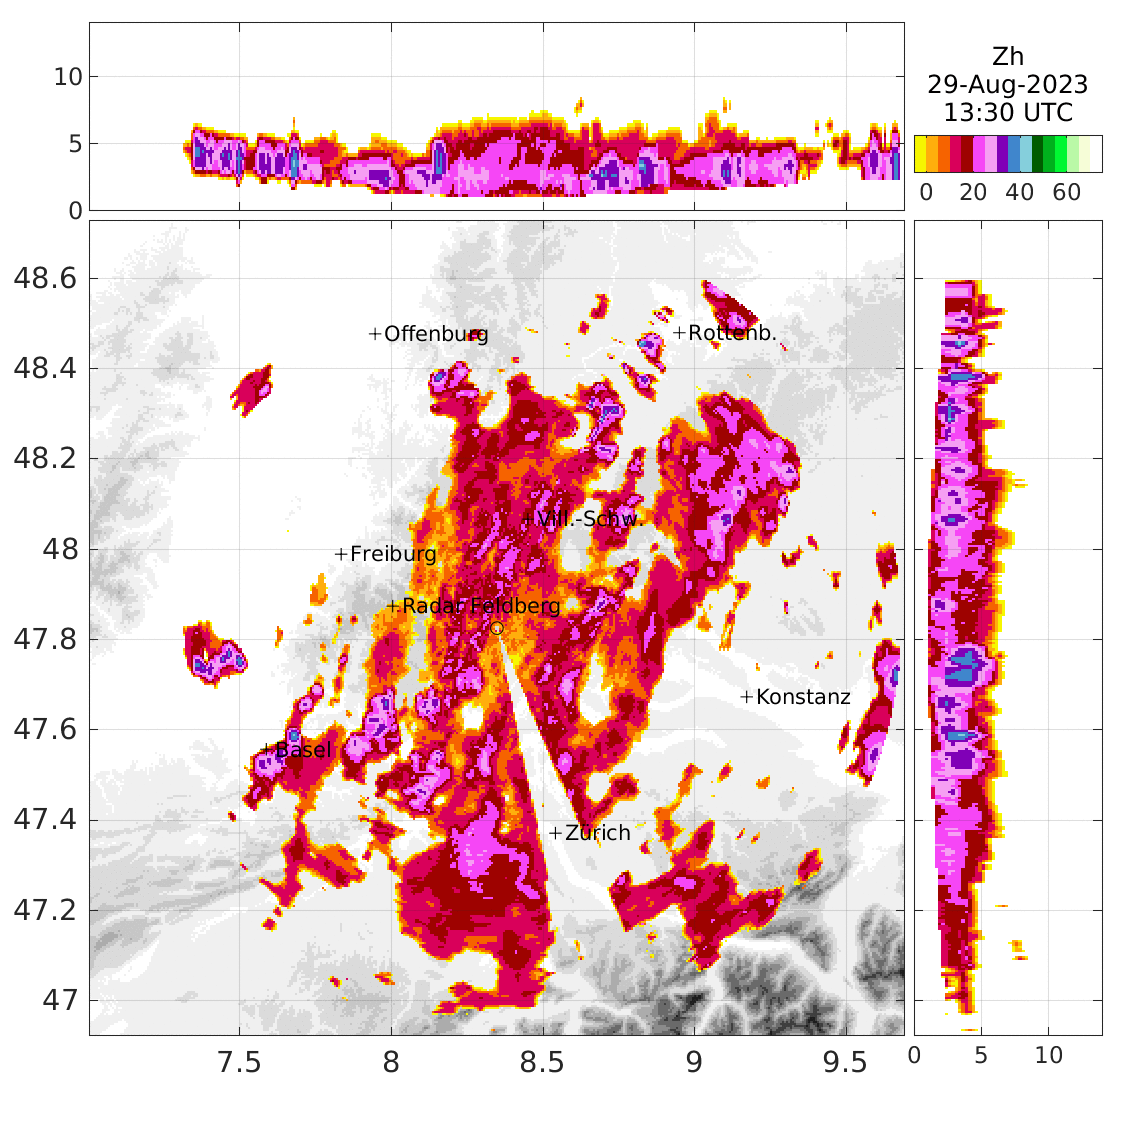 Zh
29-Aug-2023
13:30 UTC
0 20 40 60
10
5
0
48.6
48.4
48.2
48
47.8
47.6
47.4
47.2
47
+Offenburg
+Rottenb.
+Vill.-Schw.
+Freiburg
+Radar Feldberg
+Konstanz
+Basel
+Zürich
7.5 8 8.5 9 9.5
0 5 10